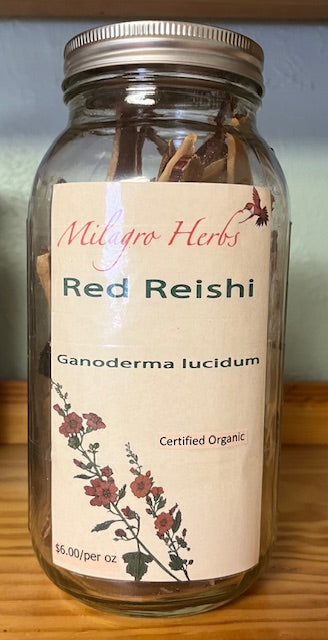 Milagro Herbs
Red Reishi
Ganoderma lucidum
Certified Organic
$6.00/per oz